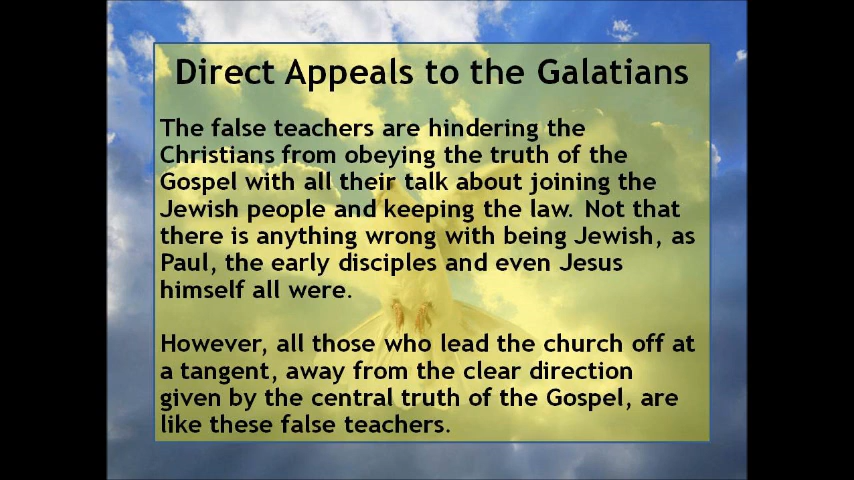 Direct Appeals to the Galatians
The false teachers are hindering the
Christians from obeying the truth of the
Gospel with all their talk about joining the
Jewish people and keeping the law. Not that
there is anything wrong with being Jewish, as
Paul, the early disciples and even Jesus
himself all were.
However, all those who lead the church off at
a tangent, away from the clear direction
given by the central truth of the Gospel, are
like these false teachers.